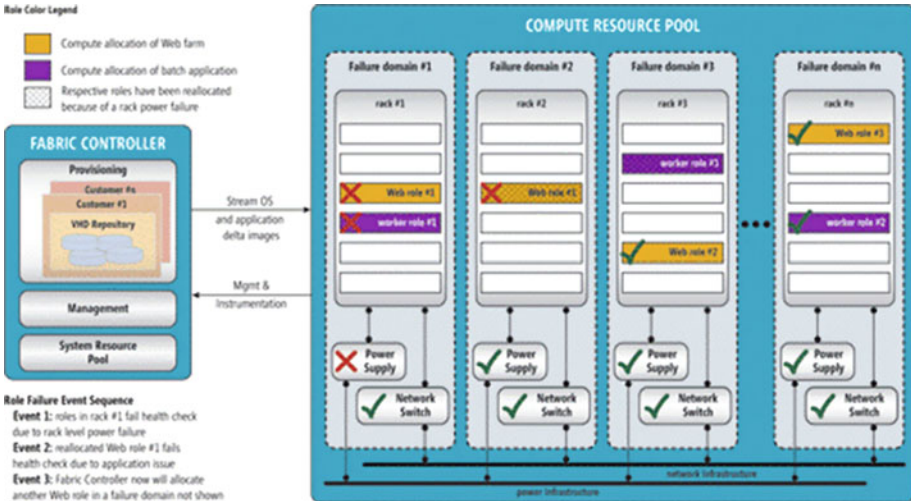 Role Color Legend
Compute allocation of Web farm
Compute allocation of batch application
Respective roles have been reallocated
because of a rack power failure
FABRIC CONTROLLER
Provisioning
Customer #n
Customer #1
VHD Repository
Management
System Resource
Pool
Stream OS
and application
delta images
Mgmt &
Instrumentation
Role Failure Event Sequence
Event 1: roles in rack #1 fail health check
due to rack level power failure
Event 2: reallocated Web role #1 fails
health check due to application issue
Event 3: Fabric Controller now will allocate
another Web role in a failure domain not shown
COMPUTE RESOURCE POOL
Failure domain #1
rack #1
Web role #1
worker role #1
Power
Supply
Network
Switch
Failure domain #2
rack #2
Web role #1
Power
Supply
Network
Switch
Failure domain #3
rack #3
worker role #1
Web role #2
Power
Supply
Network
Switch
Failure domain #n
rack #n
Web role #3
worker role #2
Power
Supply
Network
Switch
network infrastructure
power infrastructure